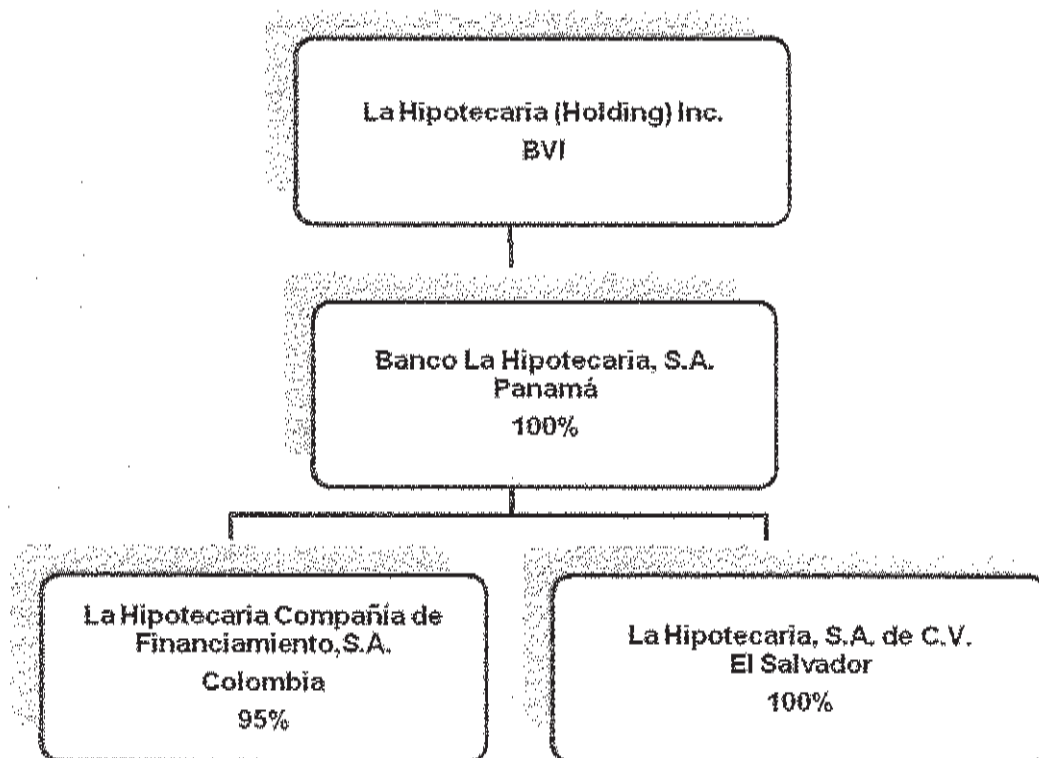 La Hipotecaria (Holding) Inc.
BVI
Banco La Hipotecaria, S.A.
Panamá
100%
La Hipotecaria Compañía de
Financiamiento,S.A.
Colombia
95%
La Hipotecaria, S.A. de C.V.
El Salvador
100%